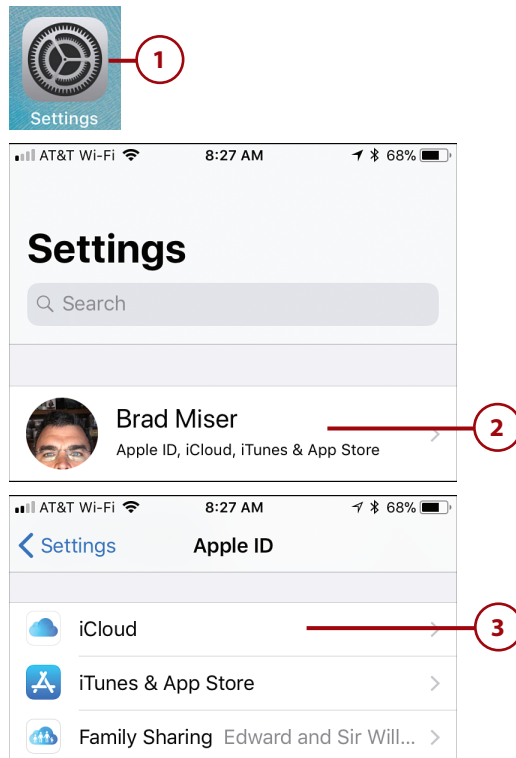 1
Settings
AT&T Wi-Fi 8:27 AM 68%
Settings
Search
Brad Miser
Apple ID, iCloud, iTunes & App Store
2
AT&T Wi-Fi 8:27 AM 68%
Settings Apple ID
iCloud
3
iTunes & App Store
Family Sharing Edward and Sir Will...